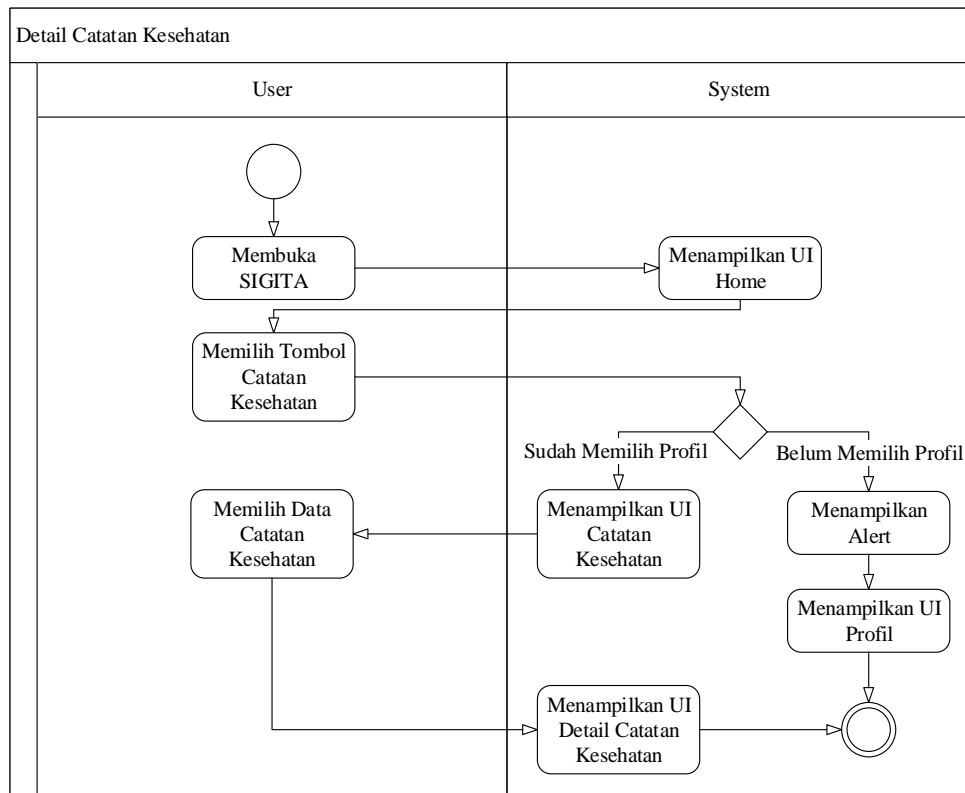 Detail Catatan Kesehatan
User
System
Membuka
SIGITA
Menampilkan UI
Home
Memilih Tombol
Catatan
Kesehatan
Sudah Memilih Profil
Belum Memilih Profil
Memilih Data
Catatan
Kesehatan
Menampilkan UI
Catatan
Kesehatan
Menampilkan
Alert
Menampilkan UI
Profil
Menampilkan UI
Detail Catatan
Kesehatan